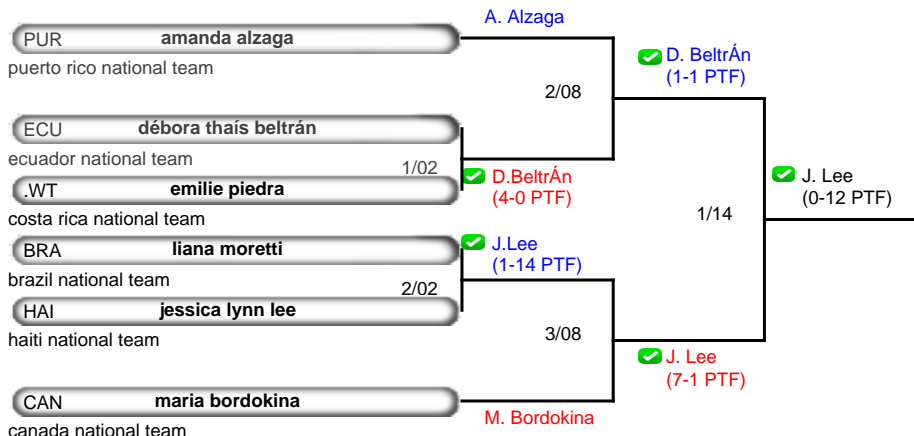 A. Alzaga
PUR amanda alzaga
puerto rico national team
D. BeltrÁn
(1-1 PTF)
2/08
ECU débora thaís beltrán
ecuador national team
1/02
D.BeltrÁn
(4-0 PTF)
.WT emilie piedra
costa rica national team
J. Lee
(0-12 PTF)
1/14
BRA liana moretti
brazil national team
J.Lee
(1-14 PTF)
2/02
HAI jessica lynn lee
haiti national team
3/08
J. Lee
(7-1 PTF)
CAN maria bordokina
canada national team
M. Bordokina